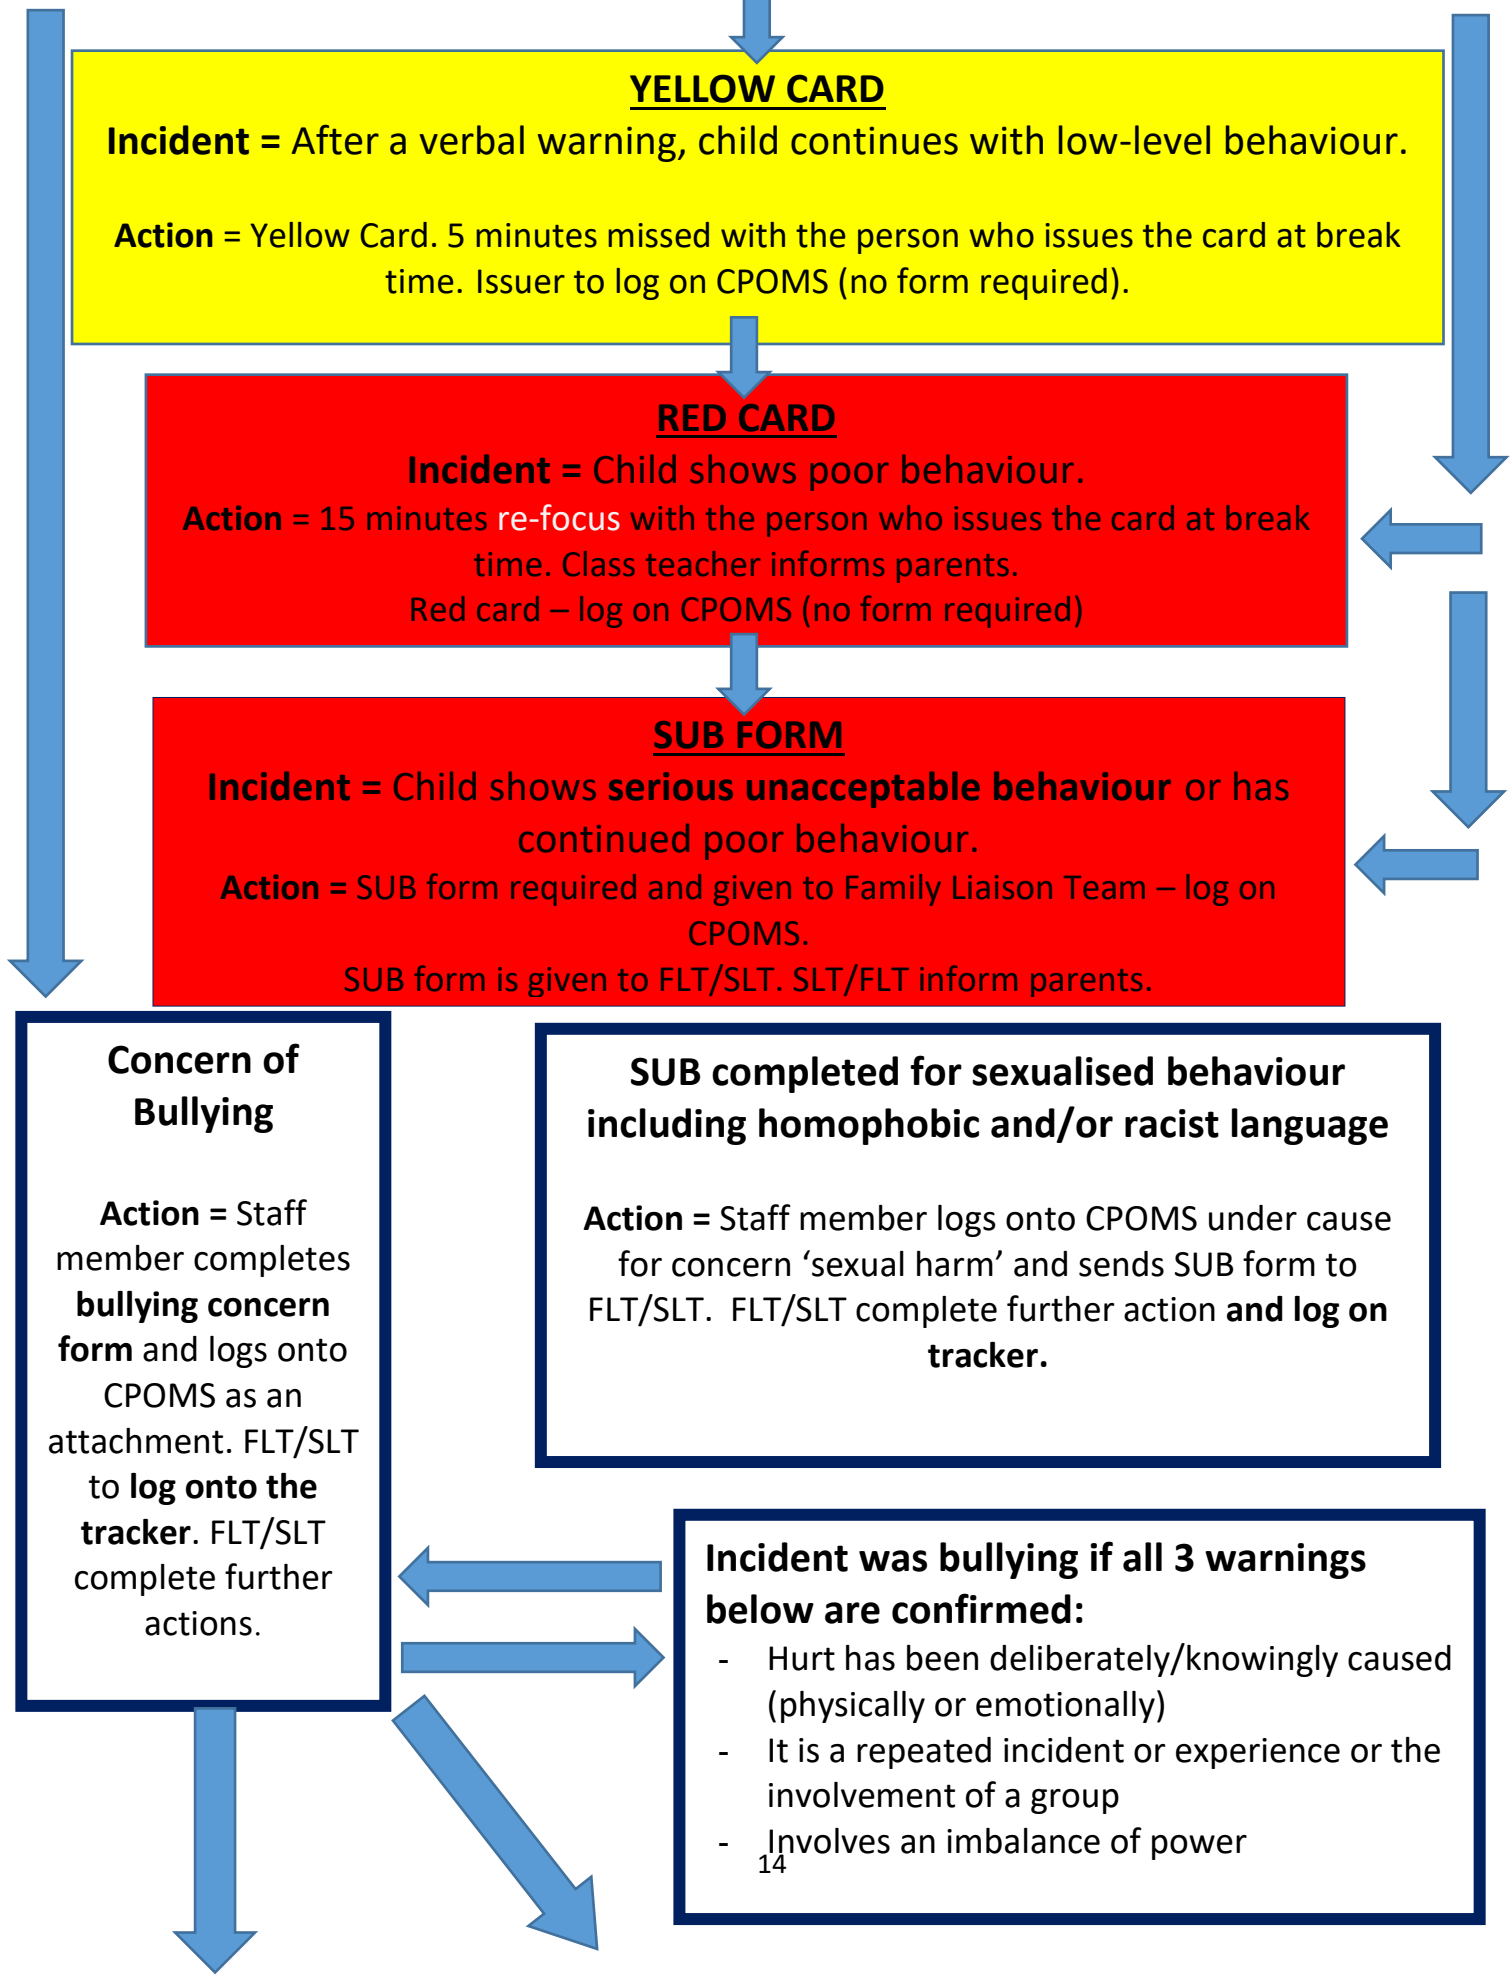 YELLOW CARD
Incident = After a verbal warning, child continues with low-level behaviour.
Action = Yellow Card. 5 minutes missed with the person who issues the card at break
time. Issuer to log on CPOMS (no form required).
RED CARD
Incident = Child shows poor behaviour.
Action = 15 minutes re-focus with the person who issues the card at break
time. Class teacher informs parents.
Red card – log on CPOMS (no form required)
SUB FORM
Incident = Child shows serious unacceptable behaviour or has
continued poor behaviour.
Action = SUB form required and given to Family Liaison Team – log on
CPOMS.
SUB form is given to FLT/SLT. SLT/FLT inform parents.
Concern of
Bullying
Action = Staff
member completes
bullying concern
form and logs onto
CPOMS as an
attachment. FLT/SLT
to log onto the
tracker. FLT/SLT
complete further
actions.
SUB completed for sexualised behaviour
including homophobic and/or racist language
Action = Staff member logs onto CPOMS under cause
for concern ‘sexual harm’ and sends SUB form to
FLT/SLT.  FLT/SLT complete further action and log on
tracker.
Incident was bullying if all 3 warnings
below are confirmed:
- Hurt has been deliberately/knowingly caused
(physically or emotionally)
- It is a repeated incident or experience or the
involvement of a group
- Involves an imbalance of power
14